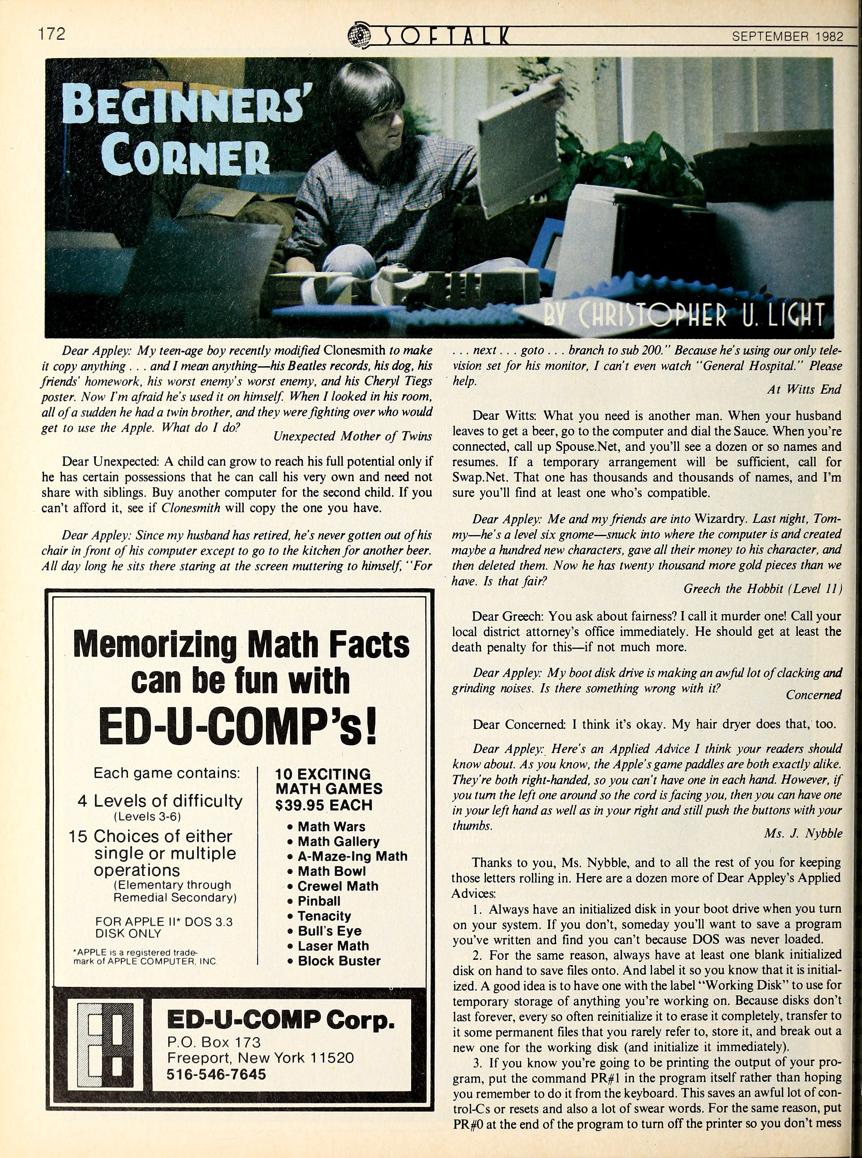 172
SOFTALK
SEPTEMBER 1982
BEGINNERS'
CORNER
BY CHRISTOPHER U. LIGHT
Dear Appley: My teen-age boy recently modified Clonesmith to make
it copy anything . . . and I mean anything—his Beatles records, his dog, his
friends' homework, his worst enemy's worst enemy, and his Cheryl Tiegs
poster. Now I'm afraid he's used it on himself. When I looked in his room,
all of a sudden he had a twin brother, and they were fighting over who would
get to use the Apple. What do I do?
Unexpected Mother of Twins
Dear Unexpected: A child can grow to reach his full potential only if
he has certain possessions that he can call his very own and need not
share with siblings. Buy another computer for the second child. If you
can't afford it, see if Clonesmith will copy the one you have.
Dear Appley: Since my husband has retired, he's never gotten out of his
chair in front of his computer except to go to the kitchen for another beer.
All day long he sits there staring at the screen muttering to himself, "For
. . . next . . . goto . . . branch to sub 200." Because he's using our only tele-
vision set for his monitor, I can't even watch "General Hospital." Please
help.
At Witts End
Dear Witts: What you need is another man. When your husband
leaves to get a beer, go to the computer and dial the Sauce. When you're
connected, call up Spouse.Net, and you'll see a dozen or so names and
resumes. If a temporary arrangement will be sufficient, call for
Swap.Net. That one has thousands and thousands of names, and I'm
sure you'll find at least one who's compatible.
Dear Appley: Me and my friends are into Wizardry. Last night, Tom-
my—he's a level six gnome—snuck into where the computer is and created
maybe a hundred new characters, gave all their money to his character, and
then deleted them. Now he has twenty thousand more gold pieces than we
have. Is that fair?
Greech the Hobbit (Level 11)
Dear Greech: You ask about fairness? I call it murder one! Call your
local district attorney's office immediately. He should get at least the
death penalty for this—if not much more.
Dear Appley: My boot disk drive is making an awful lot of clacking and
grinding noises. Is there something wrong with it?
Concerned
Dear Concerned: I think it's okay. My hair dryer does that, too.
Dear Appley: Here's an Applied Advice I think your readers should
know about. As you know, the Apple's game paddles are both exactly alike.
They're both right-handed, so you can't have one in each hand. However, if
you turn the left one around so the cord is facing you, then you can have one
in your left hand as well as in your right and still push the buttons with your
thumbs.
Ms. J. Nybble
Thanks to you, Ms. Nybble, and to all the rest of you for keeping
those letters rolling in. Here are a dozen more of Dear Appley's Applied
Advices:
1. Always have an initialized disk in your boot drive when you turn
on your system. If you don't, someday you'll want to save a program
you've written and find you can't because DOS was never loaded.
2. For the same reason, always have at least one blank initialized
disk on hand to save files onto. And label it so you know that it is initial-
ized. A good idea is to have one with the label "Working Disk" to use for
temporary storage of anything you're working on. Because disks don't
last forever, every so often reinitialize it to erase it completely, transfer to
it some permanent files that you rarely refer to, store it, and break out a
new one for the working disk (and initialize it immediately).
3. If you know you're going to be printing the output of your pro-
gram, put the command PR#1 in the program itself rather than hoping
you remember to do it from the keyboard. This saves an awful lot of con-
trol-Cs or resets and also a lot of swear words. For the same reason, put
PR#0 at the end of the program to turn off the printer so you don't mess
Memorizing Math Facts
can be fun with
ED-U-COMP's!
Each game contains:
4 Levels of difficulty
(Levels 3-6)
15 Choices of either
single or multiple
operations
(Elementary through
Remedial Secondary)
FOR APPLE II* DOS 3.3
DISK ONLY
*APPLE is a registered trade-
mark of APPLE COMPUTER, INC.
10 EXCITING
MATH GAMES
$39.95 EACH
• Math Wars
• Math Gallery
• A-Maze-Ing Math
• Math Bowl
• Crewel Math
• Pinball
• Tenacity
• Bull's Eye
• Laser Math
• Block Buster
ED-U-COMP Corp.
P.O. Box 173
Freeport, New York 11520
516-546-7645